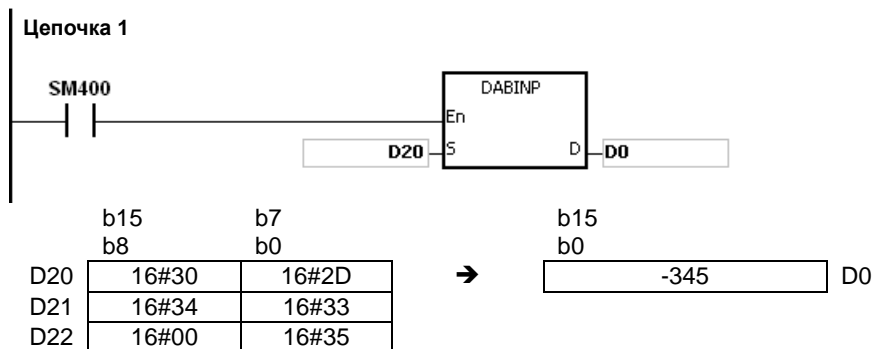 Цепочка 1
SM400
DABINP
En
D20 S D D0
b15 b7 b15
b8 b0 b0
D20 16#30 16#2D ➔ -345 D0
D21 16#34 16#33
D22 16#00 16#35